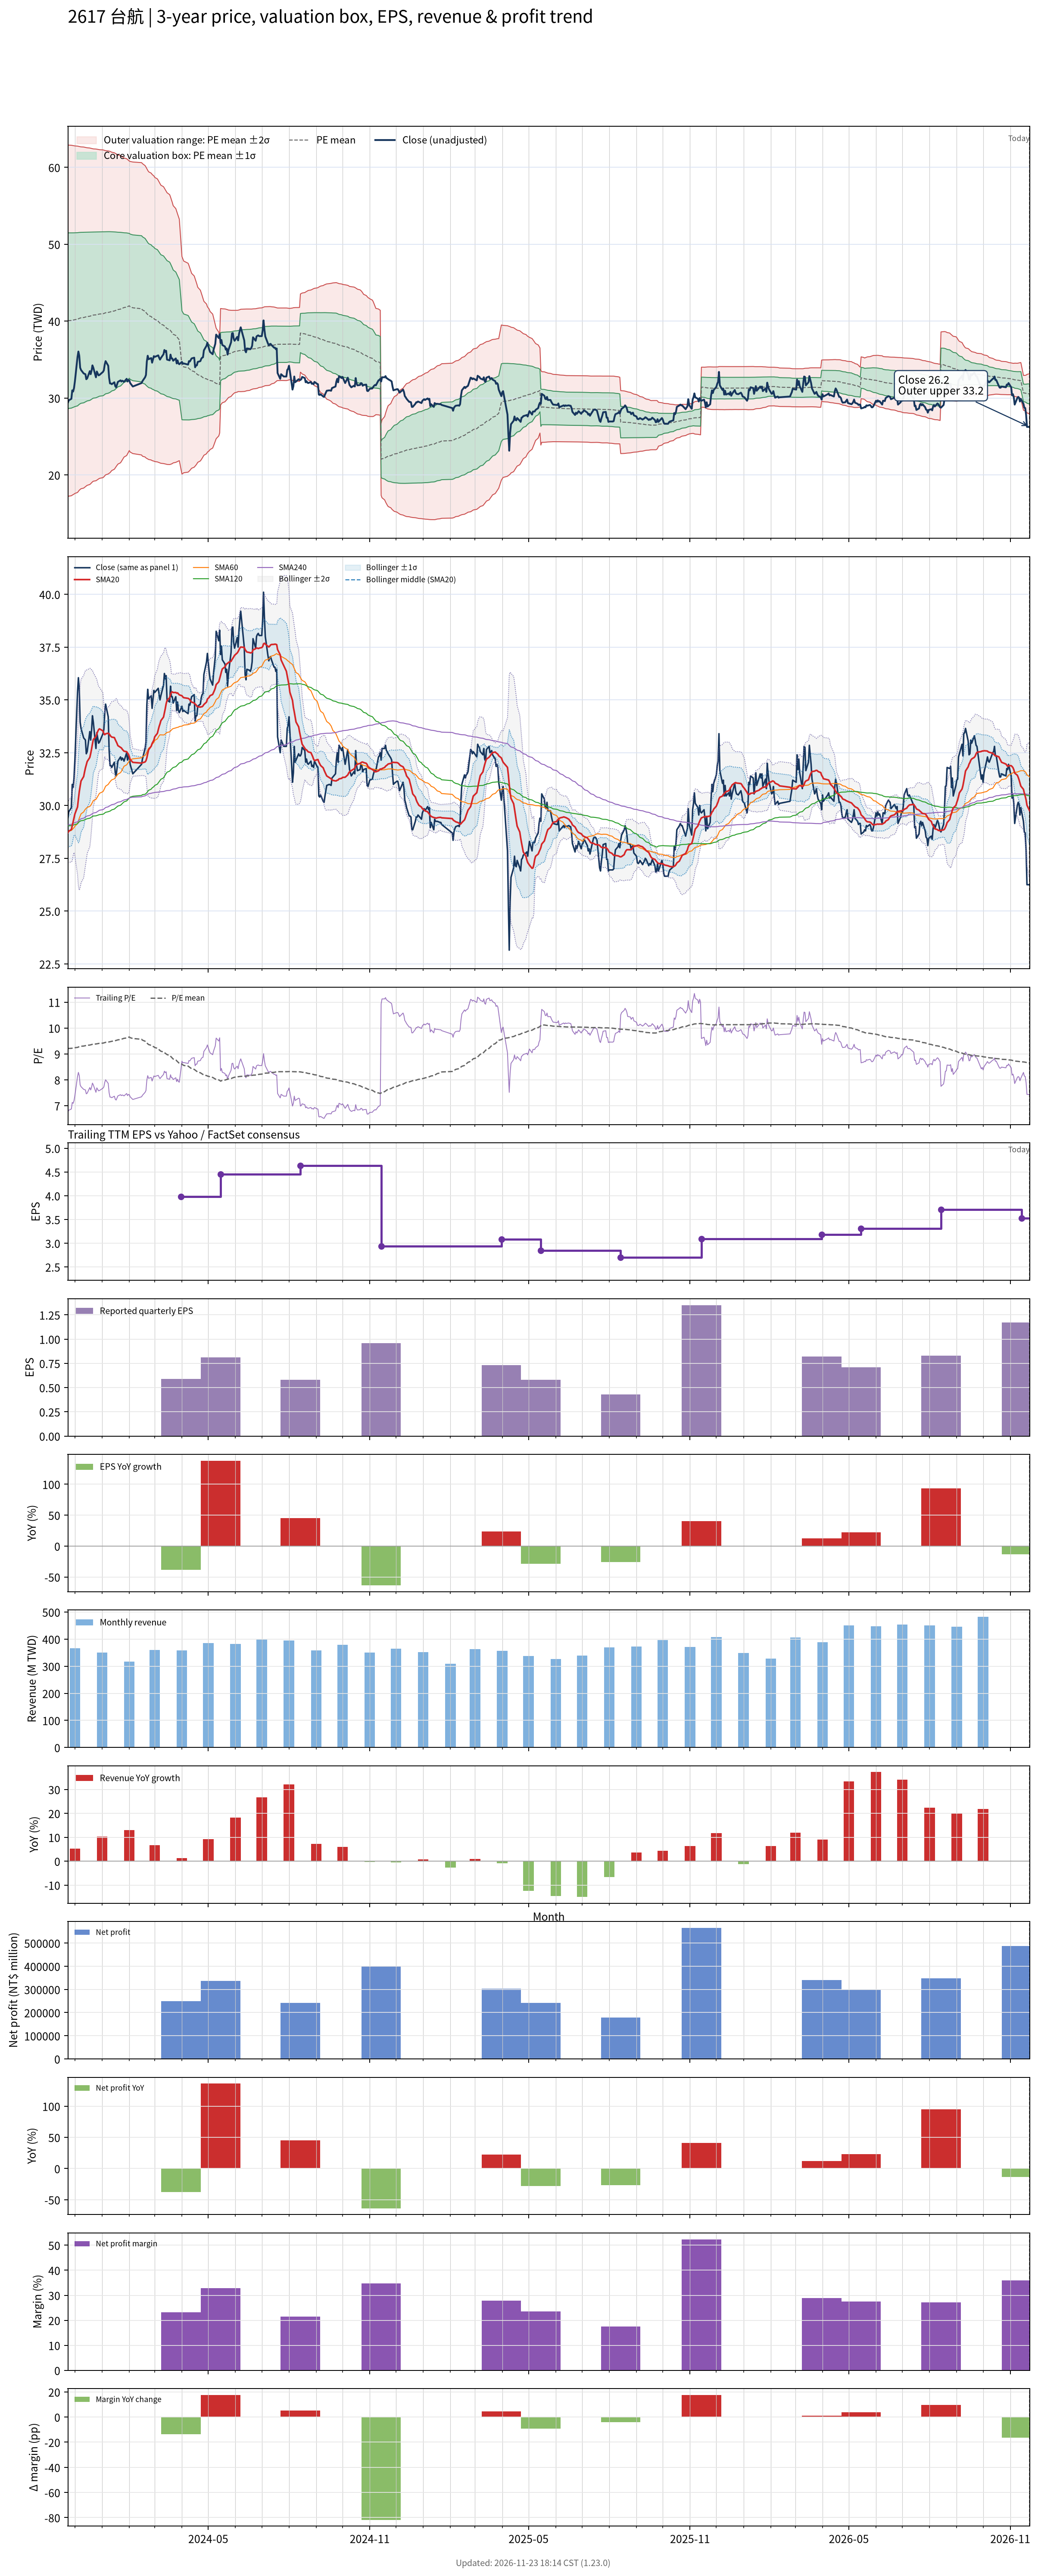 2617 台航 | 3-year price, valuation box, EPS, revenue & profit trend
Outer valuation range: PE mean ±2σ
PE mean
Close (unadjusted)
Core valuation box: PE mean ±1σ
Today
Price (TWD)
60
50
40
30
20
Close 26.2
Outer upper 33.2
Close (same as panel 1)
SMA60
SMA240
Bollinger ±1σ
SMA20
SMA120
Bollinger ±2σ
Bollinger middle (SMA20)
Price
40.0
37.5
35.0
32.5
30.0
27.5
25.0
22.5
Trailing P/E
P/E mean
P/E
11
10
9
8
7
Trailing TTM EPS vs Yahoo / FactSet consensus
Today
EPS
5.0
4.5
4.0
3.5
3.0
2.5
Reported quarterly EPS
EPS
1.25
1.00
0.75
0.50
0.25
0.00
EPS YoY growth
YoY (%)
100
50
0
-50
Monthly revenue
Revenue (M TWD)
500
400
300
200
100
0
Revenue YoY growth
YoY (%)
30
20
10
0
-10
Month
Net profit
Net profit (NT$ million)
500000
400000
300000
200000
100000
0
Net profit YoY
YoY (%)
100
50
0
-50
Net profit margin
Margin (%)
50
40
30
20
10
0
Margin YoY change
Δ margin (pp)
20
0
-20
-40
-60
-80
2024-05
2024-11
2025-05
2025-11
2026-05
2026-11
Updated: 2026-11-23 18:14 CST (1.23.0)